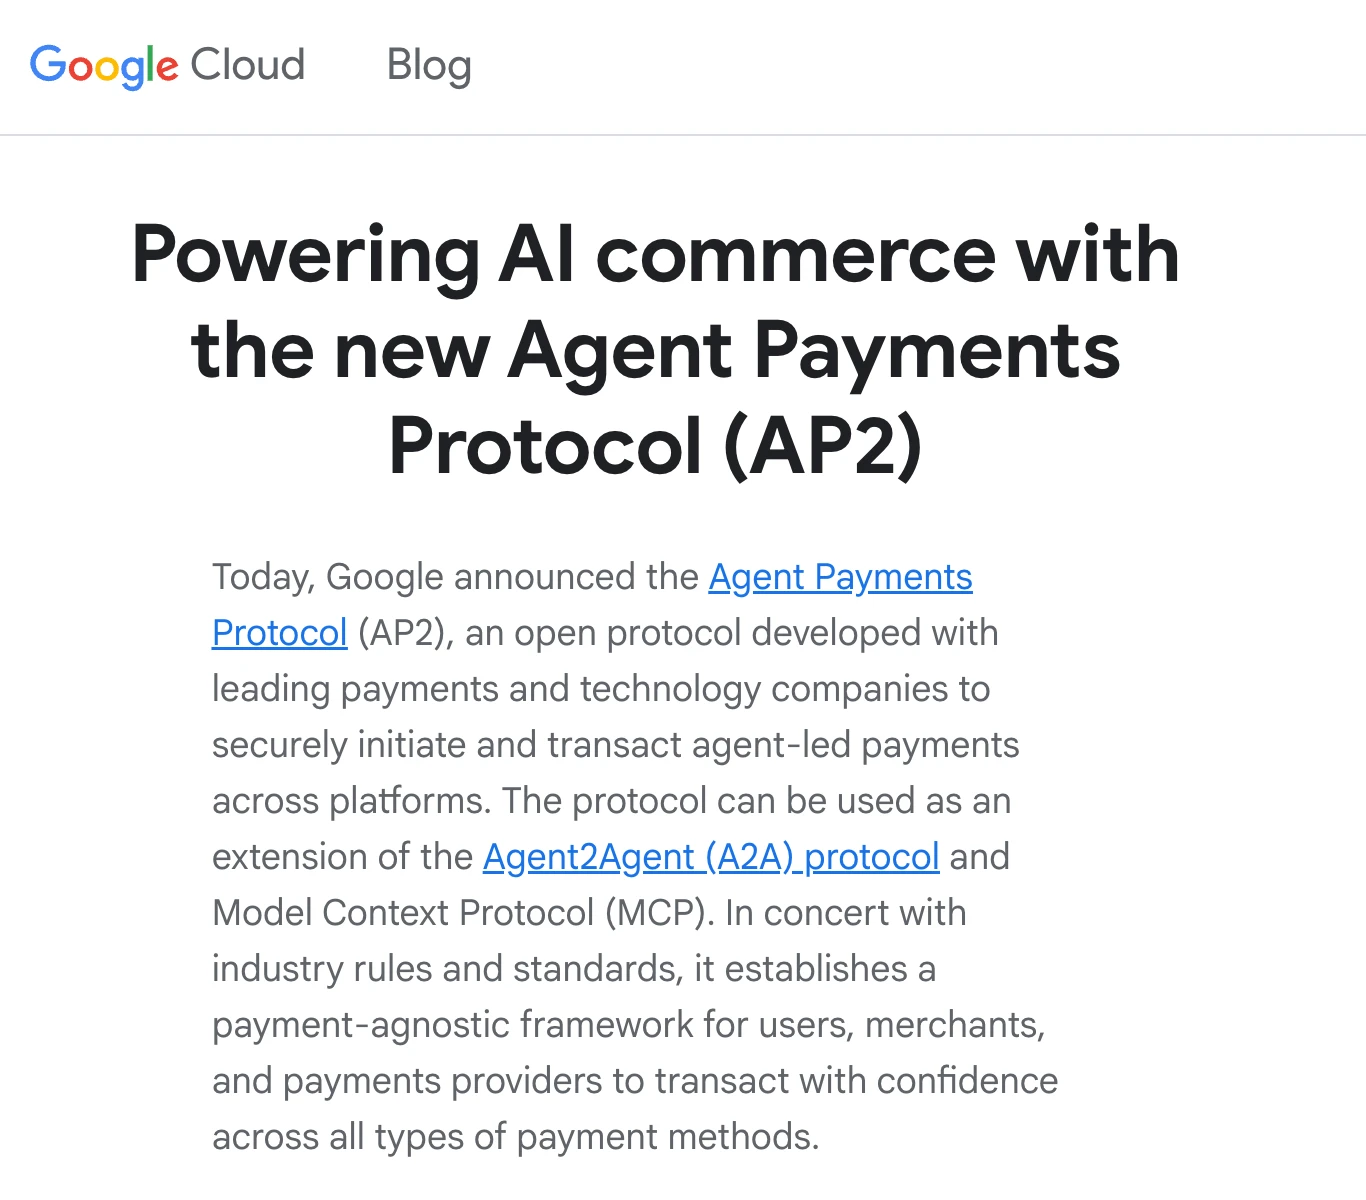 Google Cloud Blog
Powering AI commerce with
the new Agent Payments
Protocol (AP2)
Today, Google announced the Agent Payments
Protocol (AP2), an open protocol developed with
leading payments and technology companies to
securely initiate and transact agent-led payments
across platforms. The protocol can be used as an
extension of the Agent2Agent (A2A) protocol and
Model Context Protocol (MCP). In concert with
industry rules and standards, it establishes a
payment-agnostic framework for users, merchants,
and payments providers to transact with confidence
across all types of payment methods.